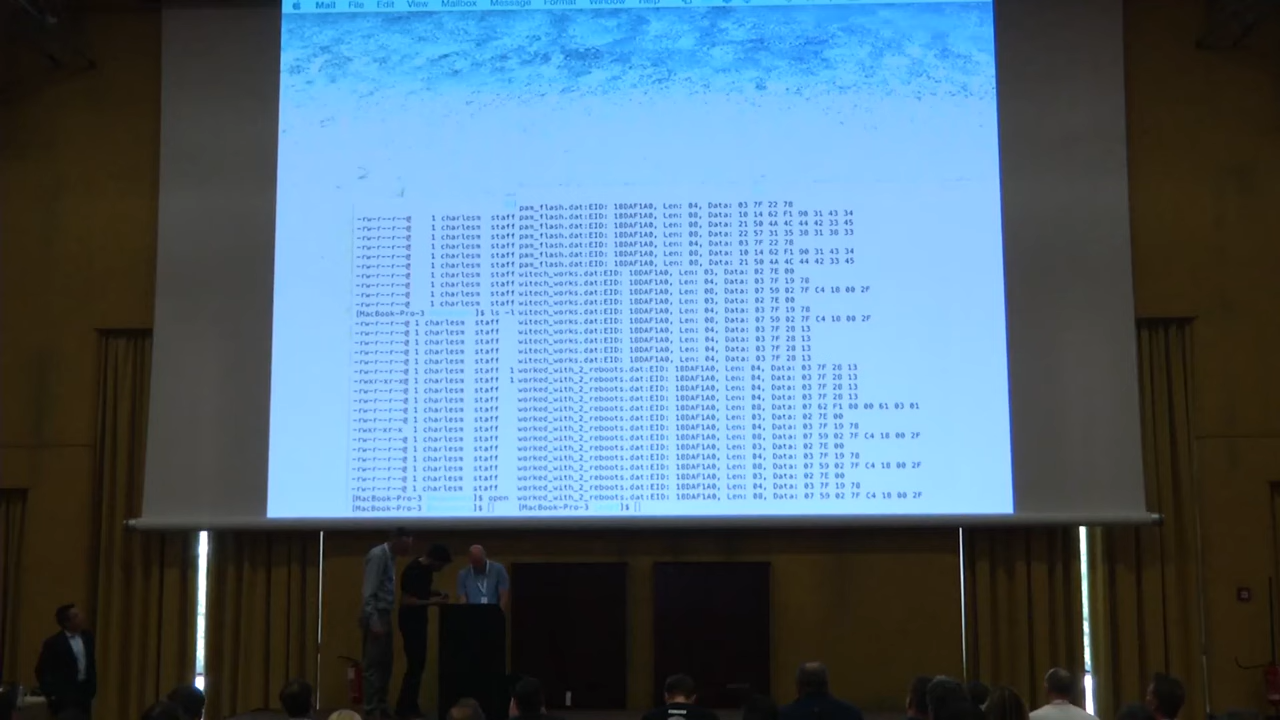 Mail File Edit View Mailbox Message Format Window Help
pam_flash.dat:EID: 18DAF1A0, Len: 04, Data: 03 7F 22 78
-rw-r--r--@ 1 charlesm staff pam_flash.dat:EID: 18DAF1A0, Len: 08, Data: 10 14 62 F1 90 31 43 34
-rw-r--r--@ 1 charlesm staff pam_flash.dat:EID: 18DAF1A0, Len: 08, Data: 21 50 4A 4C 44 42 33 45
-rw-r--r--@ 1 charlesm staff pam_flash.dat:EID: 18DAF1A0, Len: 08, Data: 22 57 31 35 38 31 38 33
-rw-r--r--@ 1 charlesm staff pam_flash.dat:EID: 18DAF1A0, Len: 04, Data: 03 7F 22 78
-rw-r--r--@ 1 charlesm staff pam_flash.dat:EID: 18DAF1A0, Len: 08, Data: 10 14 62 F1 90 31 43 34
-rw-r--r--@ 1 charlesm staff pam_flash.dat:EID: 18DAF1A0, Len: 08, Data: 21 50 4A 4C 44 42 33 45
-rw-r--r--@ 1 charlesm staff witech_works.dat:EID: 18DAF1A0, Len: 03, Data: 02 7E 00
-rw-r--r--@ 1 charlesm staff witech_works.dat:EID: 18DAF1A0, Len: 04, Data: 03 7F 19 78
-rw-r--r--@ 1 charlesm staff witech_works.dat:EID: 18DAF1A0, Len: 08, Data: 07 59 02 7F C4 18 00 2F
-rw-r--r--@ 1 charlesm staff witech_works.dat:EID: 18DAF1A0, Len: 03, Data: 02 7E 00
[MacBook-Pro-3 ]$ ls -l witech_works.dat:EID: 18DAF1A0, Len: 04, Data: 03 7F 19 78
-rw-r--r--@ 1 charlesm staff witech_works.dat:EID: 18DAF1A0, Len: 08, Data: 07 59 02 7F C4 18 00 2F
-rw-r--r--@ 1 charlesm staff witech_works.dat:EID: 18DAF1A0, Len: 04, Data: 03 7F 28 13
-rw-r--r--@ 1 charlesm staff witech_works.dat:EID: 18DAF1A0, Len: 04, Data: 03 7F 28 13
-rw-r--r--@ 1 charlesm staff witech_works.dat:EID: 18DAF1A0, Len: 04, Data: 03 7F 28 13
-rw-r--r--@ 1 charlesm staff witech_works.dat:EID: 18DAF1A0, Len: 04, Data: 03 7F 28 13
-rw-r--r--@ 1 charlesm staff 1 worked_with_2_reboots.dat:EID: 18DAF1A0, Len: 04, Data: 03 7F 28 13
-rwxr-xr-x@ 1 charlesm staff 1 worked_with_2_reboots.dat:EID: 18DAF1A0, Len: 04, Data: 03 7F 28 13
-rw-r--r--@ 1 charlesm staff worked_with_2_reboots.dat:EID: 18DAF1A0, Len: 04, Data: 03 7F 28 13
-rw-r--r--@ 1 charlesm staff worked_with_2_reboots.dat:EID: 18DAF1A0, Len: 04, Data: 03 7F 28 13
-rw-r--r--@ 1 charlesm staff worked_with_2_reboots.dat:EID: 18DAF1A0, Len: 08, Data: 07 62 F1 00 00 61 03 01
-rw-r--r--@ 1 charlesm staff worked_with_2_reboots.dat:EID: 18DAF1A0, Len: 03, Data: 02 7E 00
-rwxr-xr-x 1 charlesm staff worked_with_2_reboots.dat:EID: 18DAF1A0, Len: 04, Data: 03 7F 19 78
-rw-r--r--@ 1 charlesm staff worked_with_2_reboots.dat:EID: 18DAF1A0, Len: 08, Data: 07 59 02 7F C4 18 00 2F
-rw-r--r--@ 1 charlesm staff worked_with_2_reboots.dat:EID: 18DAF1A0, Len: 03, Data: 02 7E 00
-rw-r--r--@ 1 charlesm staff worked_with_2_reboots.dat:EID: 18DAF1A0, Len: 04, Data: 03 7F 19 78
-rw-r--r--@ 1 charlesm staff worked_with_2_reboots.dat:EID: 18DAF1A0, Len: 08, Data: 07 59 02 7F C4 18 00 2F
-rw-r--r--@ 1 charlesm staff worked_with_2_reboots.dat:EID: 18DAF1A0, Len: 03, Data: 02 7E 00
-rw-r--r--@ 1 charlesm staff worked_with_2_reboots.dat:EID: 18DAF1A0, Len: 04, Data: 03 7F 19 78
[MacBook-Pro-3 ]$ open worked_with_2_reboots.dat:EID: 18DAF1A0, Len: 08, Data: 07 59 02 7F C4 18 00 2F
[MacBook-Pro-3 ]$ [MacBook-Pro-3 ]$